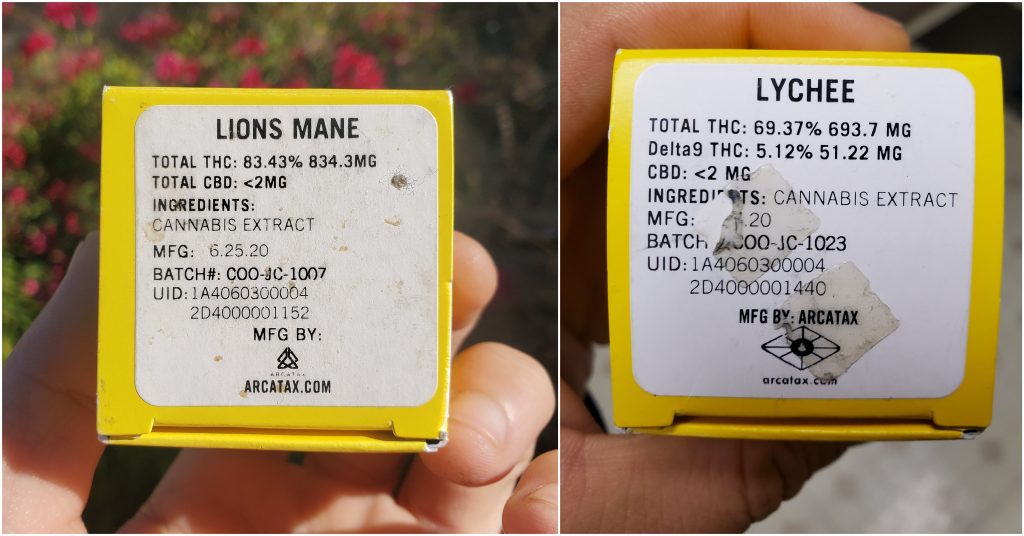 LIONS MANE
TOTAL THC: 83.43% 834.3MG
TOTAL CBD: <2MG
INGREDIENTS:
CANNABIS EXTRACT
MFG: 6.25.20
BATCH#: COO-JC-1007
UID: 1A4060300004
2D4000001152
MFG BY:
ARCATAX
ARCATAX.COM
LYCHEE
TOTAL THC: 69.37% 693.7 MG
Delta9 THC: 5.12% 51.22 MG
CBD: <2 MG
INGREDIENTS: CANNABIS EXTRACT
MFG: .20
BATCH COO-JC-1023
UID: 1A4060300004
2D4000001440
MFG BY: ARCATAX
arcatax.com